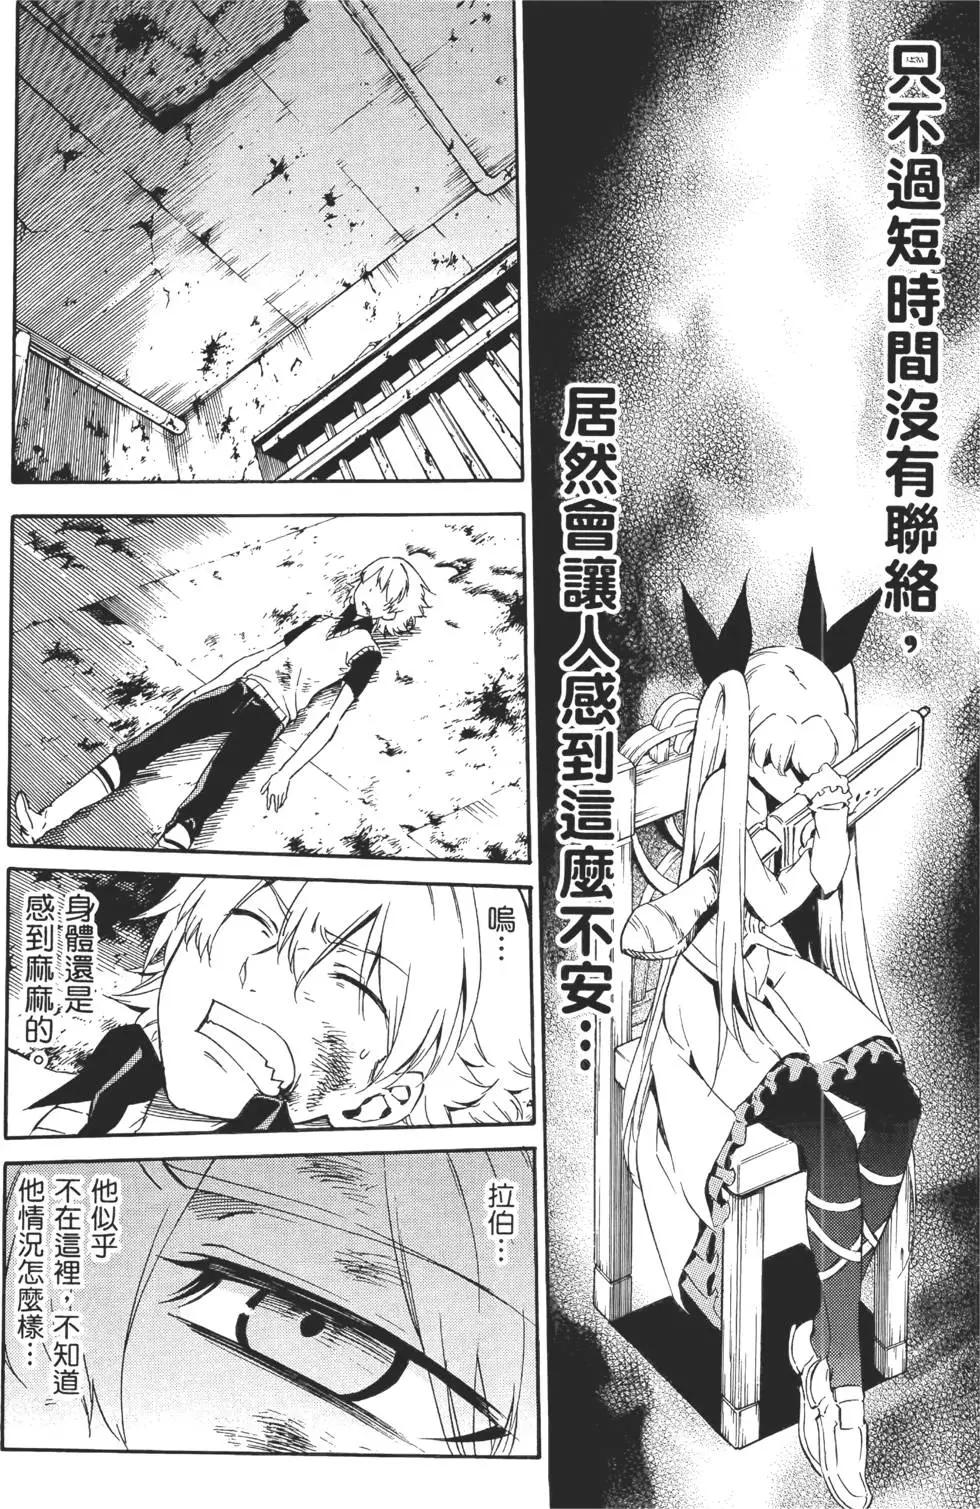 只不過短時間沒有聯絡，
居然會讓人感到這麼不安…
嗚…
身體還是
感到麻麻的。
拉伯…
他似乎
不在這裡，不知道
他情況怎麼樣…